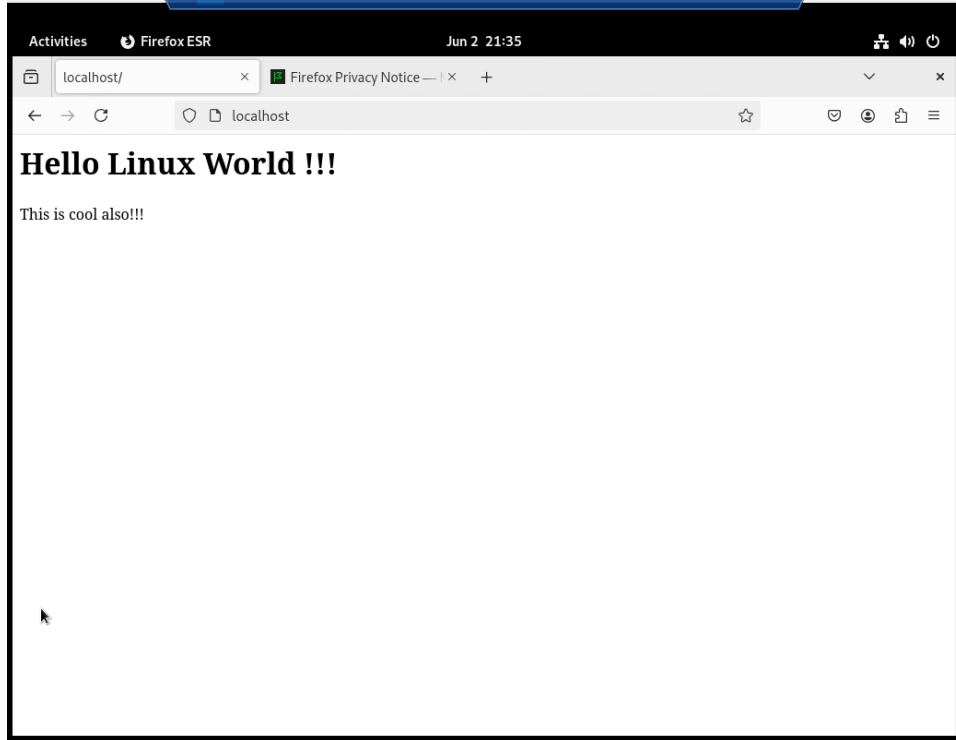 Activities Firefox ESR Jun 2 21:35
localhost/ Firefox Privacy Notice —
localhost
Hello Linux World !!!
This is cool also!!!